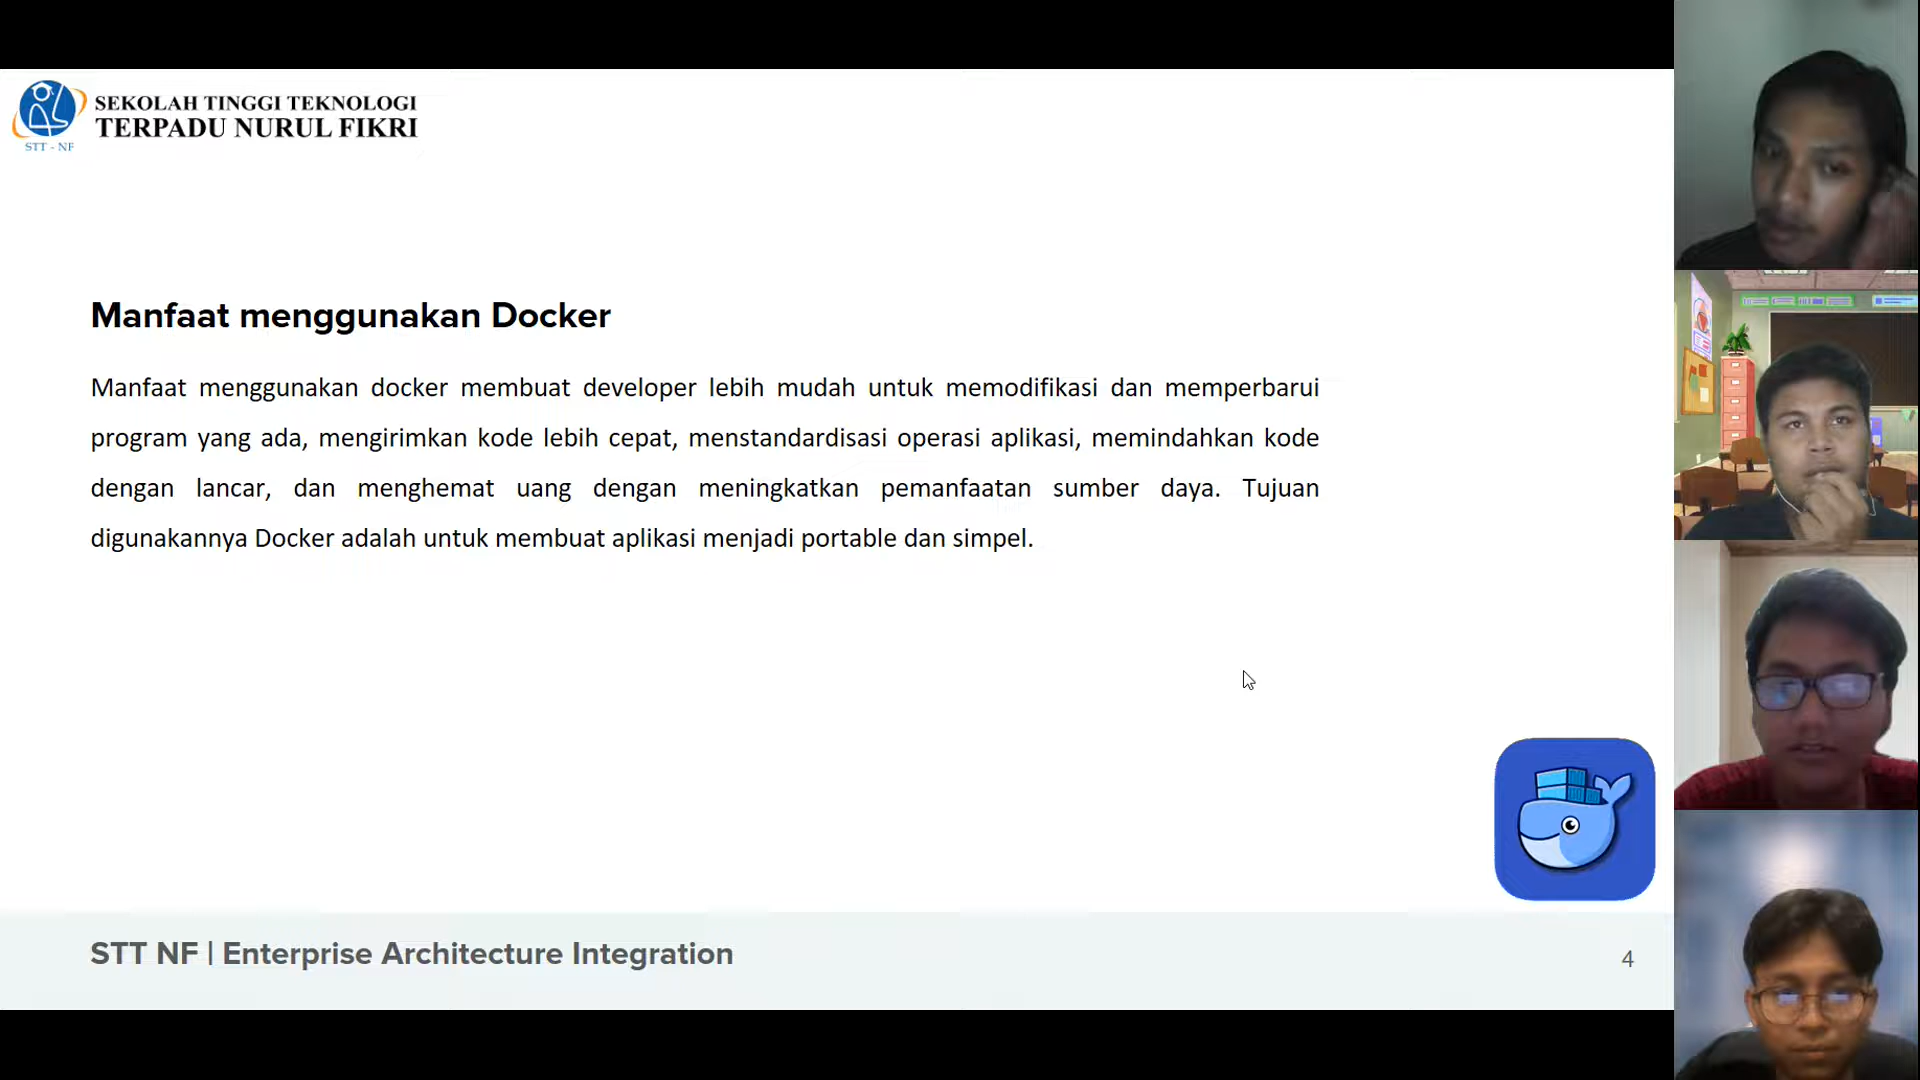 SEKOLAH TINGGI TEKNOLOGI
TERPADU NURUL FIKRI
STT - NF
Manfaat menggunakan Docker
Manfaat menggunakan docker membuat developer lebih mudah untuk memodifikasi dan memperbarui
program yang ada, mengirimkan kode lebih cepat, menstandardisasi operasi aplikasi, memindahkan kode
dengan lancar, dan menghemat uang dengan meningkatkan pemanfaatan sumber daya. Tujuan
digunakannya Docker adalah untuk membuat aplikasi menjadi portable dan simpel.
STT NF | Enterprise Architecture Integration
4